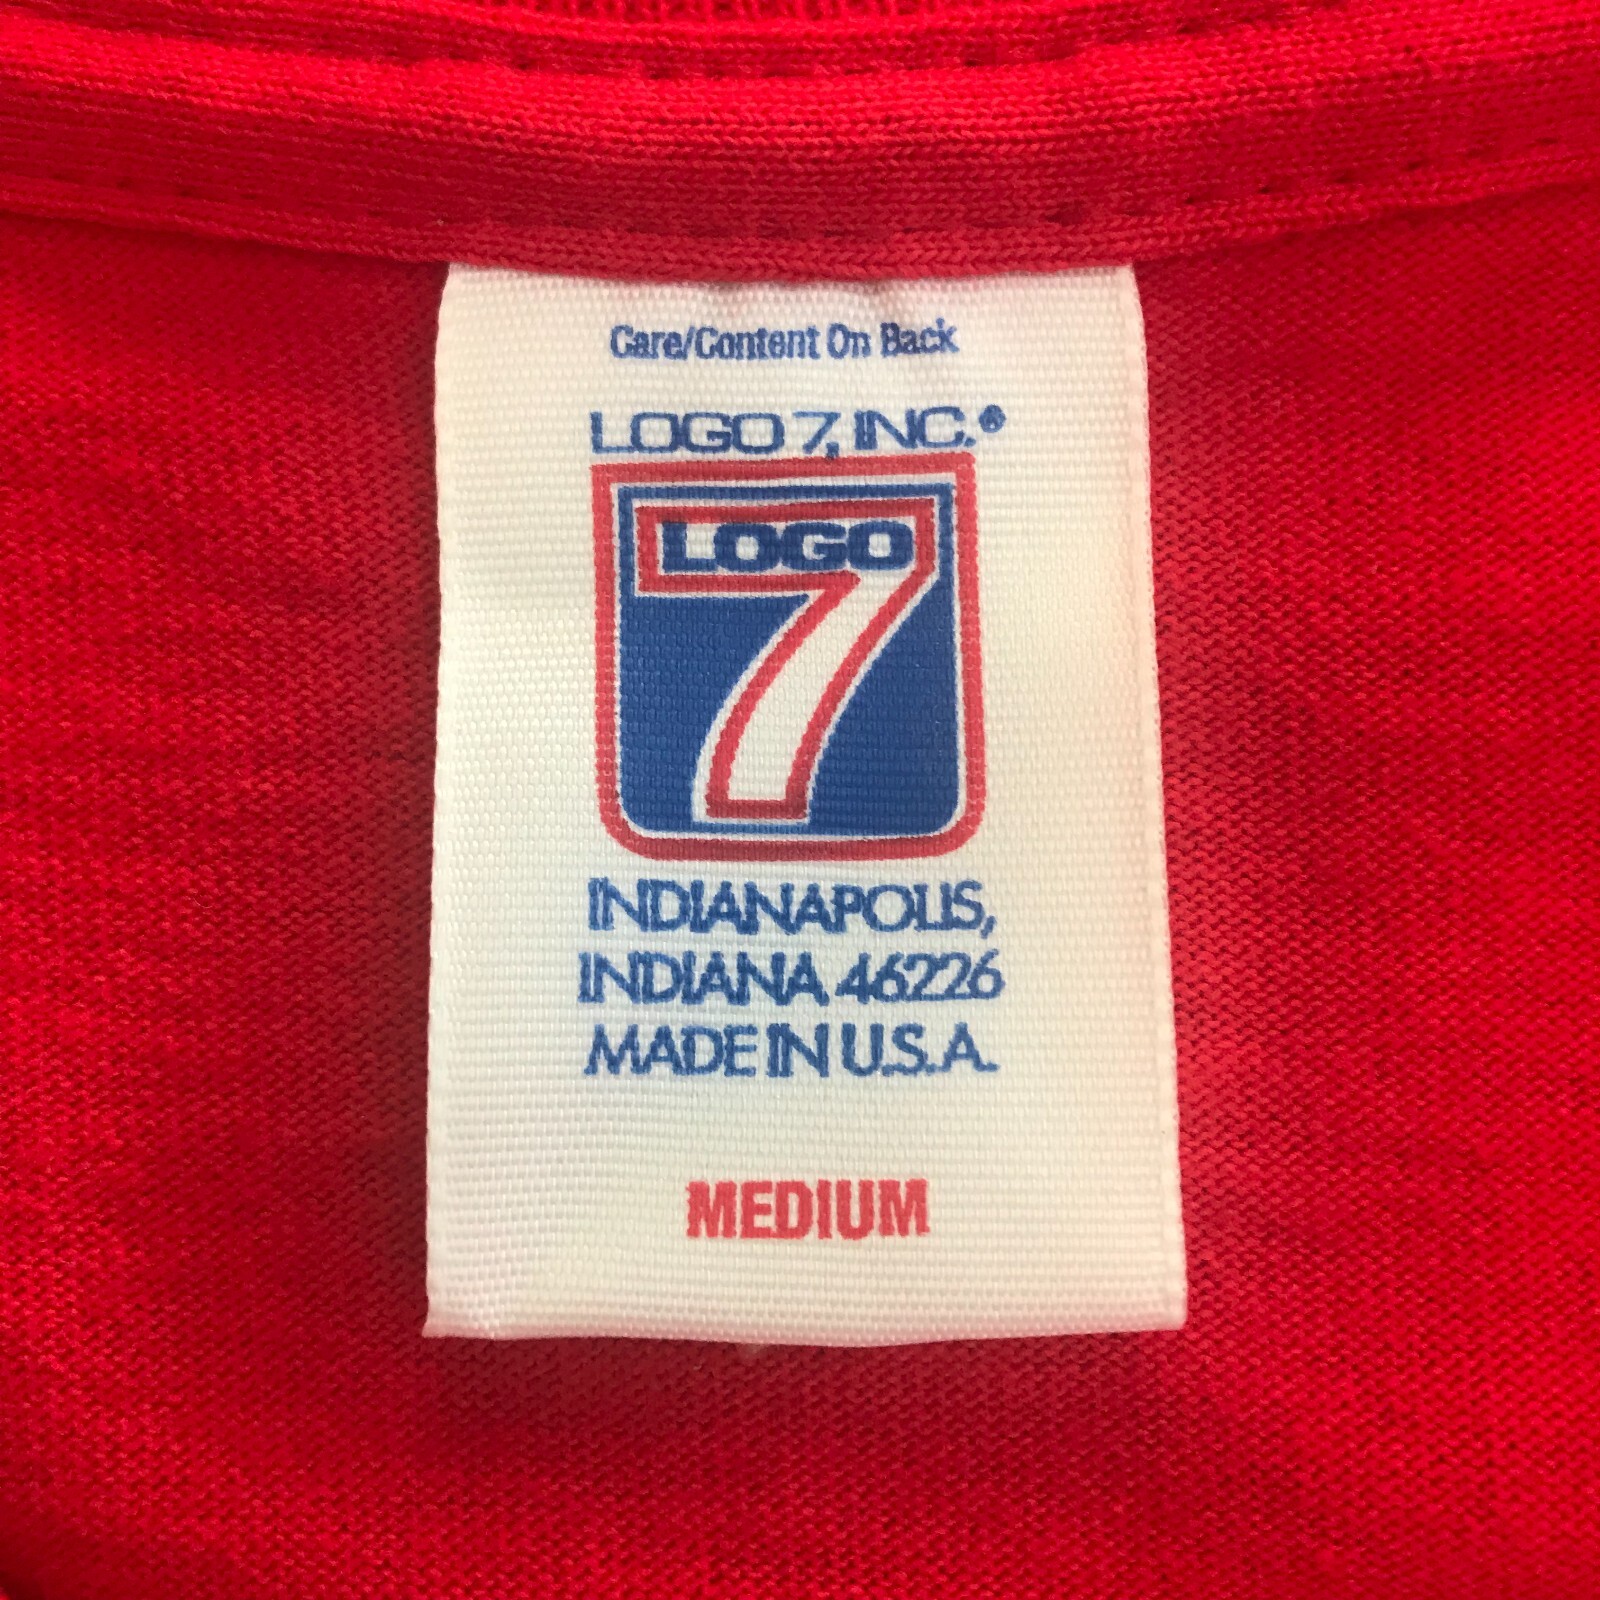 Care/Content On Back
LOGO 7, INC.®
LOGO
7
INDIANAPOLIS,
INDIANA 46226
MADE IN U.S.A.
MEDIUM